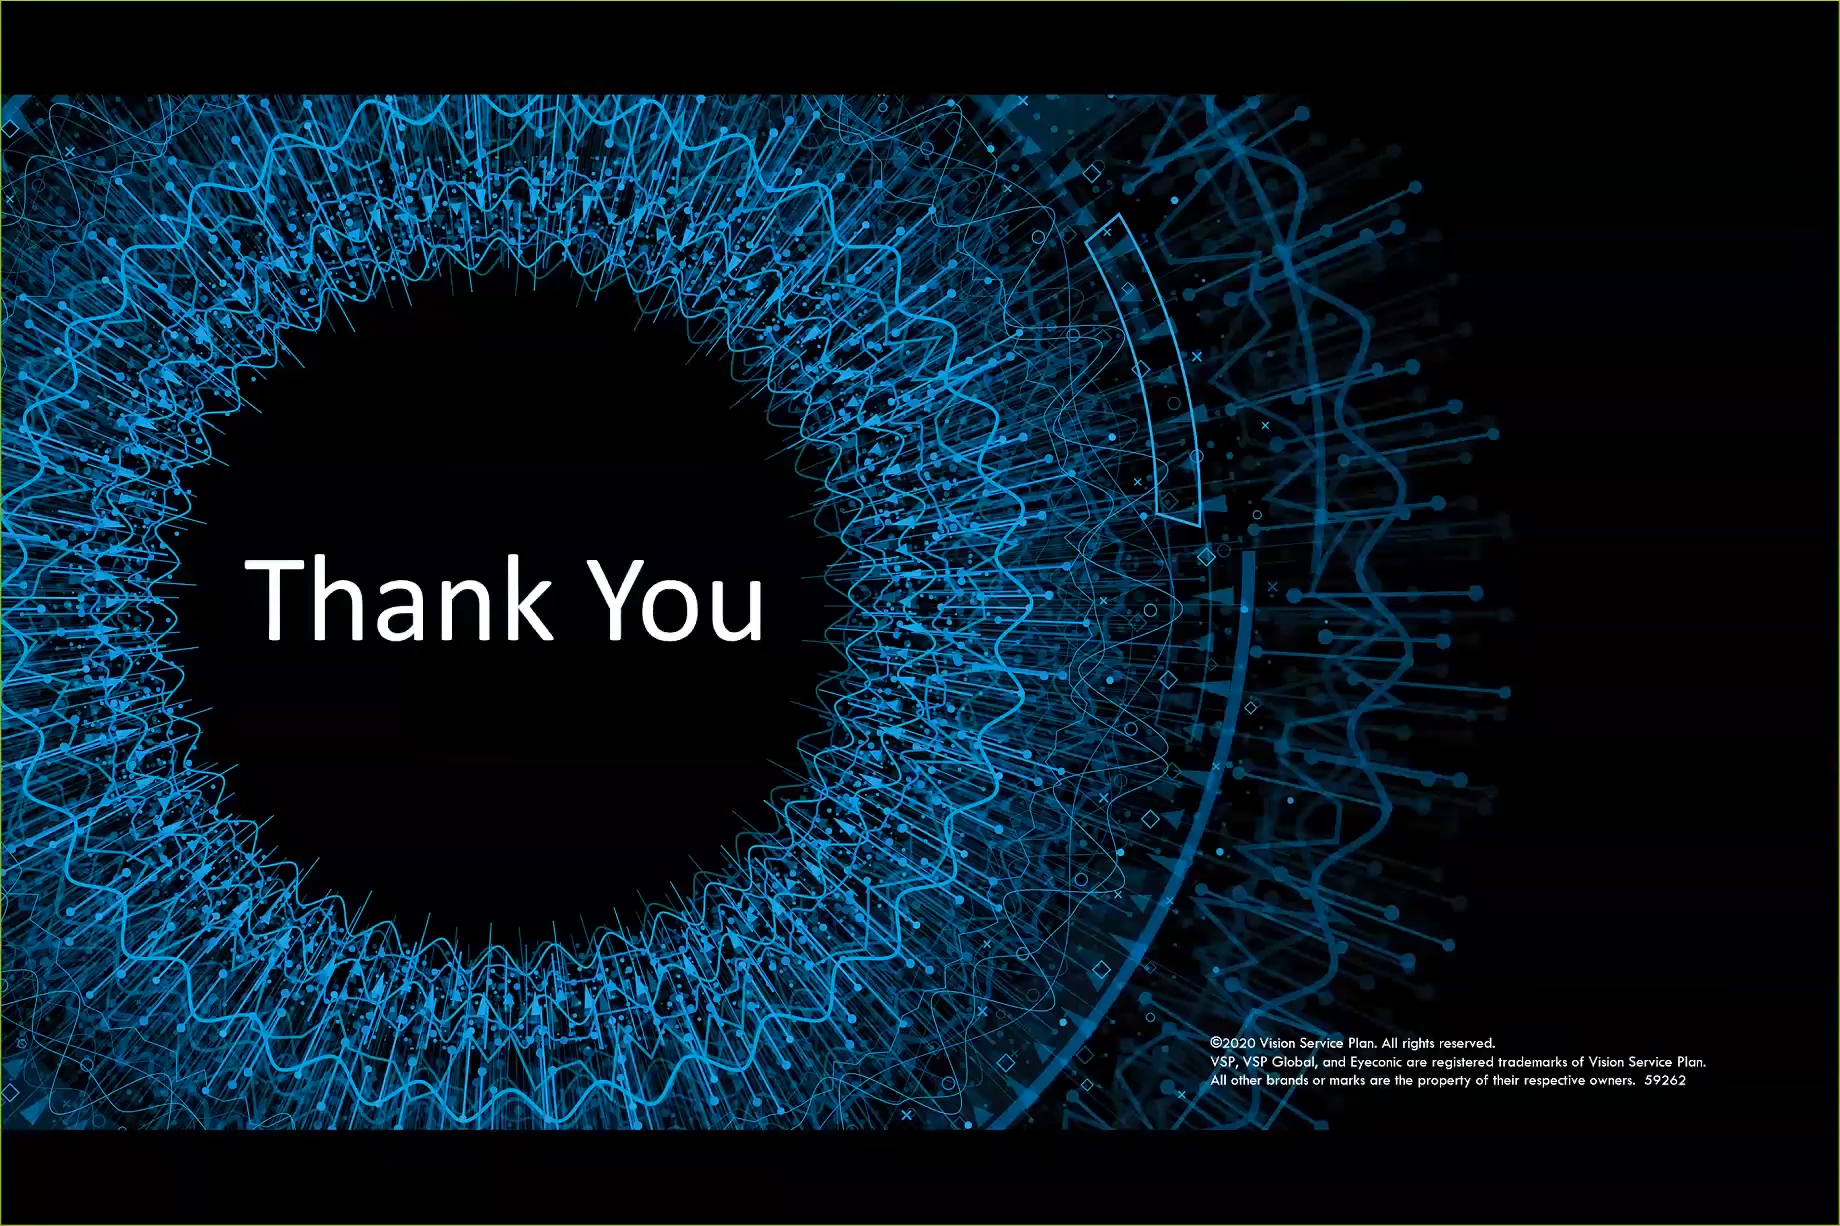 Thank You
©2020 Vision Service Plan. All rights reserved.
VSP, VSP Global, and Eyeconic are registered trademarks of Vision Service Plan.
All other brands or marks are the property of their respective owners. 59262